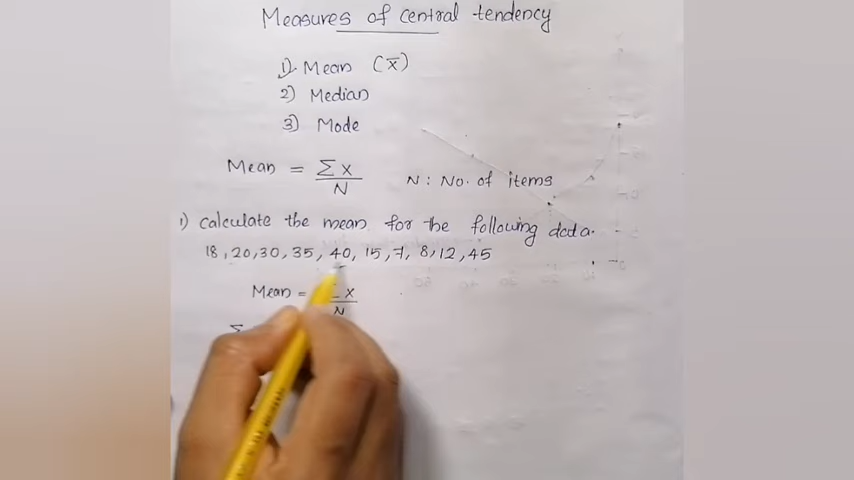 Measures of central tendency
1) Mean (x̅)
2) Median
3) Mode
Mean = Σx/N N : No. of items
1) calculate the mean for the following data.
18, 20, 30, 35, 40, 15, 7, 8, 12, 45
Mean = Σx/N
Σ